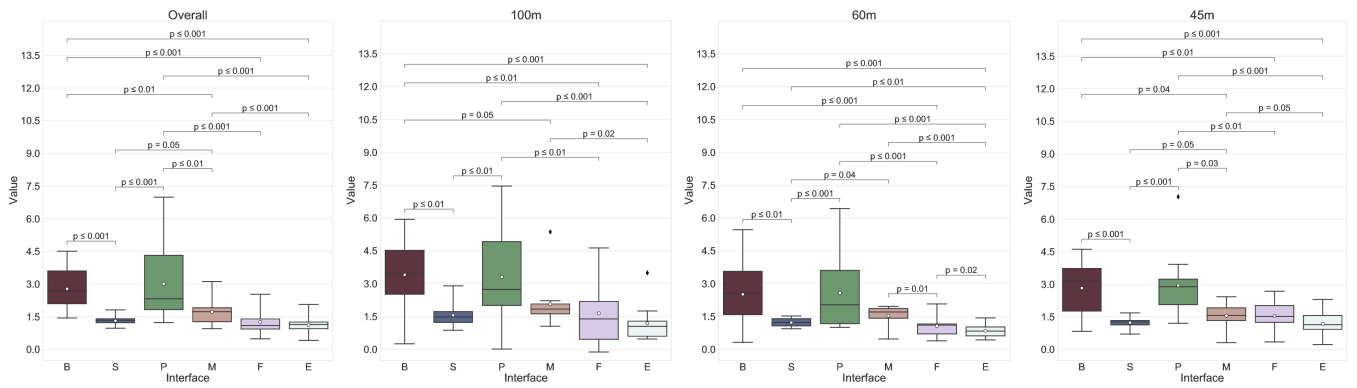 Overall
p ≤ 0.001
p ≤ 0.001
p ≤ 0.001
p ≤ 0.01
p ≤ 0.001
p ≤ 0.001
p = 0.05
p ≤ 0.01
p ≤ 0.001
p ≤ 0.001
13.5
12.0
10.5
9.0
7.5
6.0
4.5
3.0
1.5
0.0
Value
B S P M F E
Interface
100m
p ≤ 0.001
p ≤ 0.01
p ≤ 0.001
p = 0.05
p = 0.02
p ≤ 0.01
p ≤ 0.01
p ≤ 0.01
13.5
12.0
10.5
9.0
7.5
6.0
4.5
3.0
1.5
0.0
Value
B S P M F E
Interface
60m
p ≤ 0.001
p ≤ 0.01
p ≤ 0.001
p ≤ 0.001
p ≤ 0.001
p ≤ 0.001
p = 0.04
p ≤ 0.001
p ≤ 0.01
p = 0.02
p = 0.01
13.5
12.0
10.5
9.0
7.5
6.0
4.5
3.0
1.5
0.0
Value
B S P M F E
Interface
45m
p ≤ 0.001
p ≤ 0.01
p ≤ 0.001
p = 0.04
p = 0.05
p ≤ 0.01
p = 0.05
p = 0.03
p ≤ 0.001
p ≤ 0.001
13.5
12.0
10.5
9.0
7.5
6.0
4.5
3.0
1.5
0.0
Value
B S P M F E
Interface